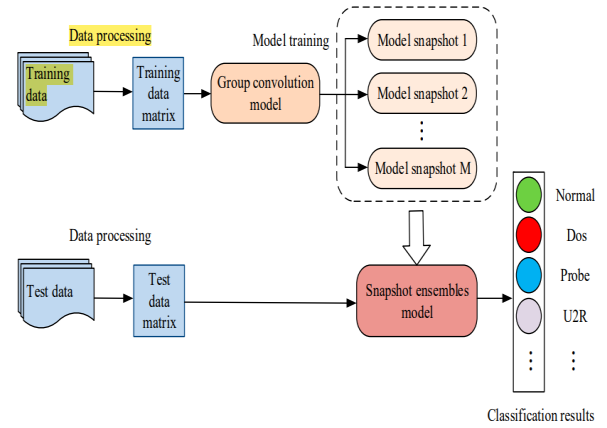 Data processing
Training
data
Training
data
matrix
Model training
Group convolution
model
Model snapshot 1
Model snapshot 2
Model snapshot M
Data processing
Test data
Test
data
matrix
Snapshot ensembles
model
Normal
Dos
Probe
U2R
Classification results